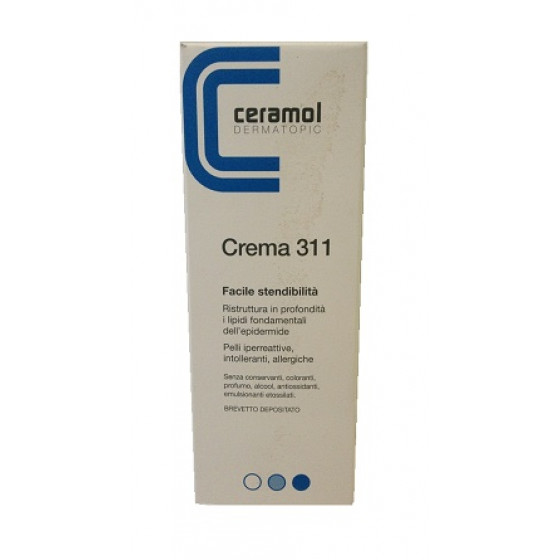 ceramol
DERMATOPIC
Crema 311
Facile stendibilità
Ristruttura in profondità
i lipidi fondamentali
dell'epidermide
Pelli iperreattive,
intolleranti, allergiche
Senza conservanti, coloranti,
profumo, alcool, antiossidanti,
emulsionanti etossilati.
BREVETTO DEPOSITATO